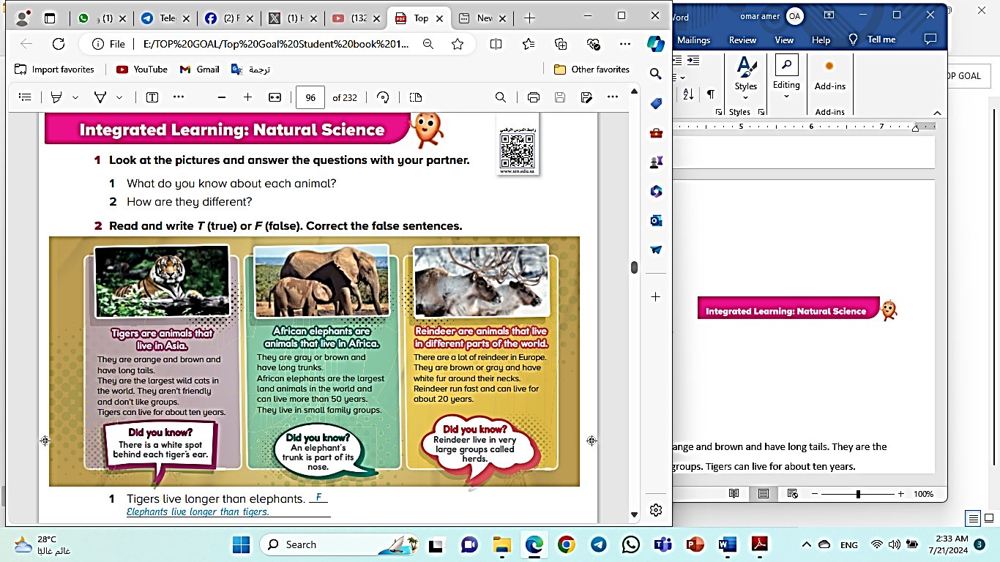 (1) و
Tele
(2) F
(1) H
(132
Top
Nev
File
E:/TOP%20GOAL/Top%20Goal%20Student%20book%201...
Import favorites
YouTube
Gmail
ترجمة
Other favorites
96
of 232
Integrated Learning: Natural Science
رابط الدرس الرقمي
www.ien.edu.sa
1 Look at the pictures and answer the questions with your partner.
1 What do you know about each animal?
2 How are they different?
2 Read and write T (true) or F (false). Correct the false sentences.
Tigers are animals that
live in Asia.
They are orange and brown and
have long tails.
They are the largest wild cats in
the world. They aren't friendly
and don't like groups.
Tigers can live for about ten years.
Did you know?
There is a white spot
behind each tiger's ear.
African elephants are
animals that live in Africa.
They are gray or brown and
have long trunks.
African elephants are the largest
land animals in the world and
can live more than 50 years.
They live in small family groups.
Did you know?
An elephant's
trunk is part of its
nose.
Reindeer are animals that live
in different parts of the world.
There are a lot of reindeer in Europe.
They are brown or gray and have
white fur around their necks.
Reindeer run fast and can live for
about 20 years.
Did you know?
Reindeer live in very
large groups called
herds.
1 Tigers live longer than elephants. F
Elephants live longer than tigers.
Word
omar amer
OA
Mailings
Review
View
Help
Tell me
Styles
Editing
Add-ins
Styles
Add-ins
OP GOAL
5
6
7
Integrated Learning: Natural Science
ange and brown and have long tails. They are the
groups. Tigers can live for about ten years.
100%
28°C
غائم غالبًا
Search
ENG
2:33 AM
7/21/2024
3